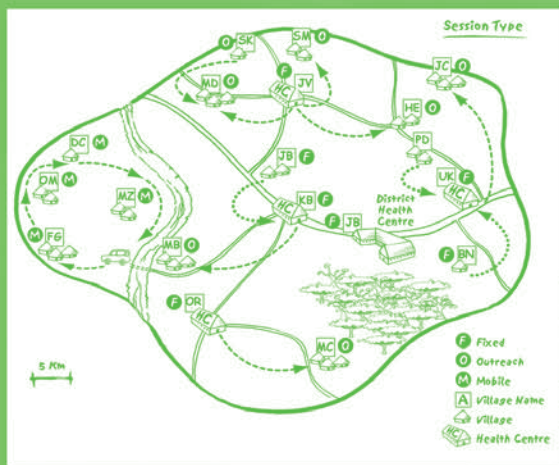 Session Type
O SK
SM O
F
JC O
MD O
HC JV
HE O
PD
DC M
JB F
UK F
HC
DM M
MZ M
KB F
HC
F JB
District
Health
Centre
M FG
MB O
F BN
F OR
HC
MC O
5 Km
F Fixed
O Outreach
M Mobile
A Village Name
Village
HC Health Centre